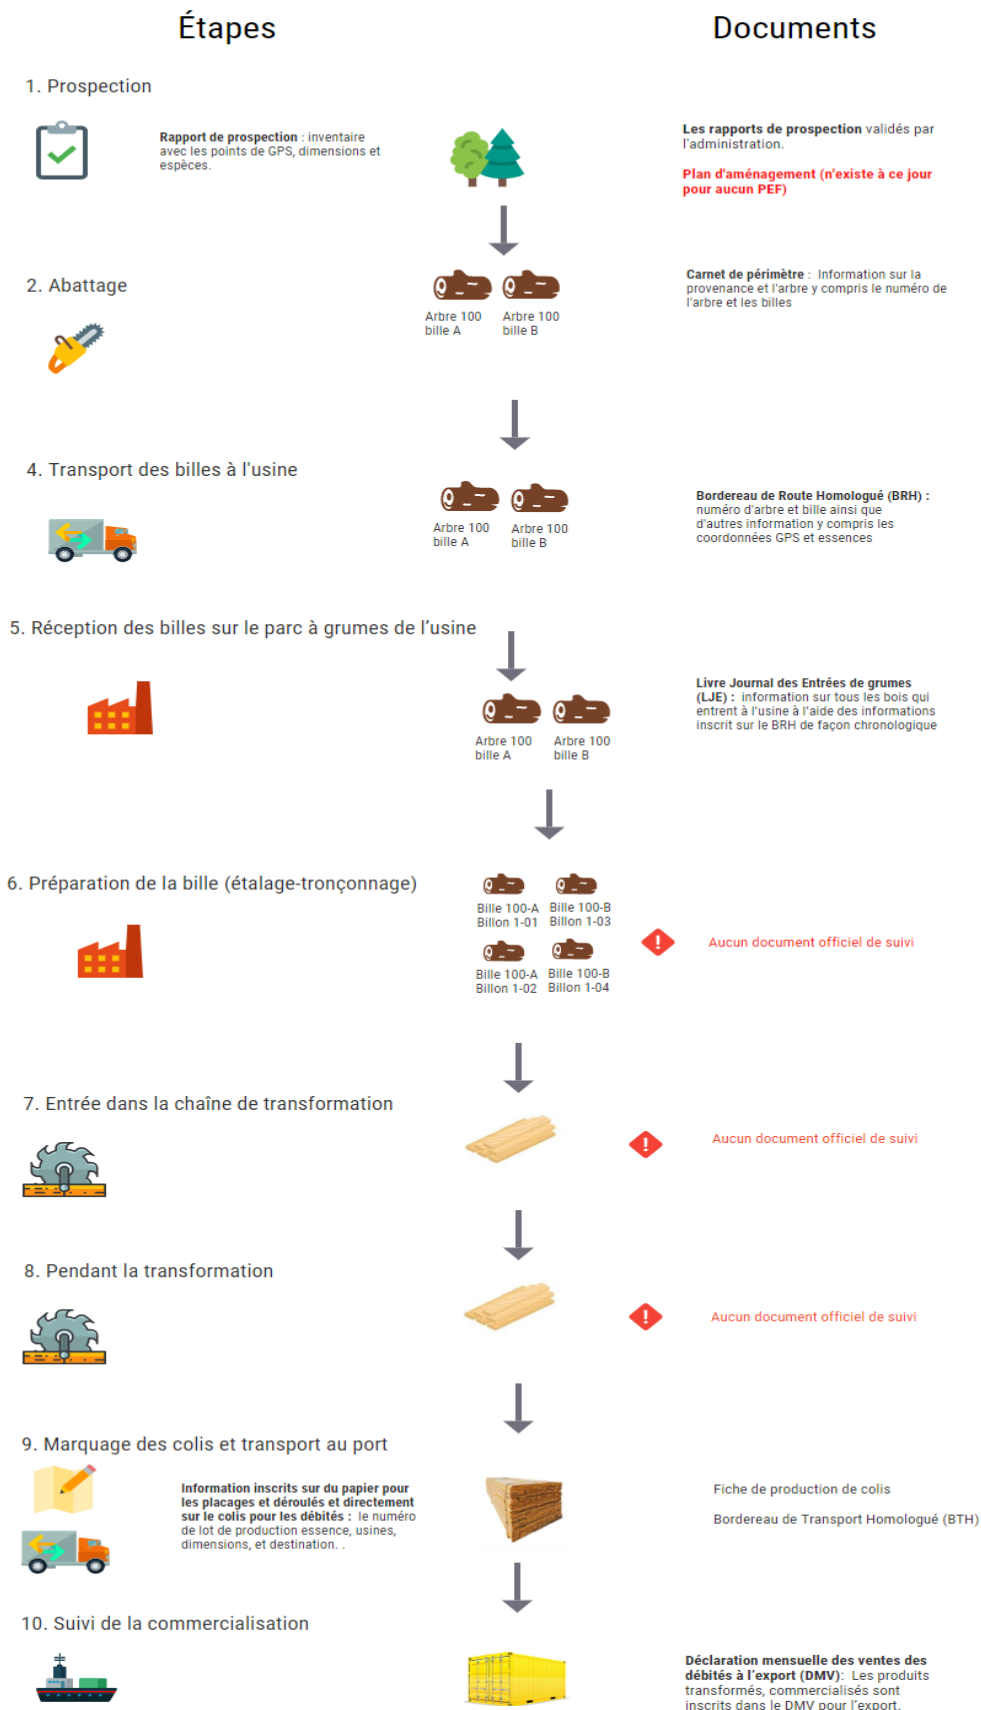 Étapes
Documents
1. Prospection
Rapport de prospection : inventaire
avec les points de GPS, dimensions et
espèces.
Les rapports de prospection validés par
l'administration.
Plan d'aménagement (n'existe à ce jour
pour aucun PEF)
2. Abattage
Arbre 100
bille A
Arbre 100
bille B
Carnet de périmètre : Information sur la
provenance et l'arbre y compris le numéro de
l'arbre et les billes
4. Transport des billes à l'usine
Arbre 100
bille A
Arbre 100
bille B
Bordereau de Route Homologué (BRH) :
numéro d'arbre et bille ainsi que
d'autres information y compris les
coordonnées GPS et essences
5. Réception des billes sur le parc à grumes de l'usine
Arbre 100
bille A
Arbre 100
bille B
Livre Journal des Entrées de grumes
(LJE) : information sur tous les bois qui
entrent à l'usine à l'aide des informations
inscrit sur le BRH de façon chronologique
6. Préparation de la bille (étalage-tronçonnage)
Bille 100-A
Billon 1-01
Bille 100-B
Billon 1-03
Bille 100-A
Billon 1-02
Bille 100-B
Billon 1-04
!
Aucun document officiel de suivi
7. Entrée dans la chaîne de transformation
!
Aucun document officiel de suivi
8. Pendant la transformation
!
Aucun document officiel de suivi
9. Marquage des colis et transport au port
Information inscrits sur du papier pour
les placages et déroulés et directement
sur le colis pour les débités : le numéro
de lot de production essence, usines,
dimensions, et destination. .
Fiche de production de colis
Bordereau de Transport Homologué (BTH)
10. Suivi de la commercialisation
Déclaration mensuelle des ventes des
débités à l'export (DMV): Les produits
transformés, commercialisés sont
inscrits dans le DMV pour l'export.